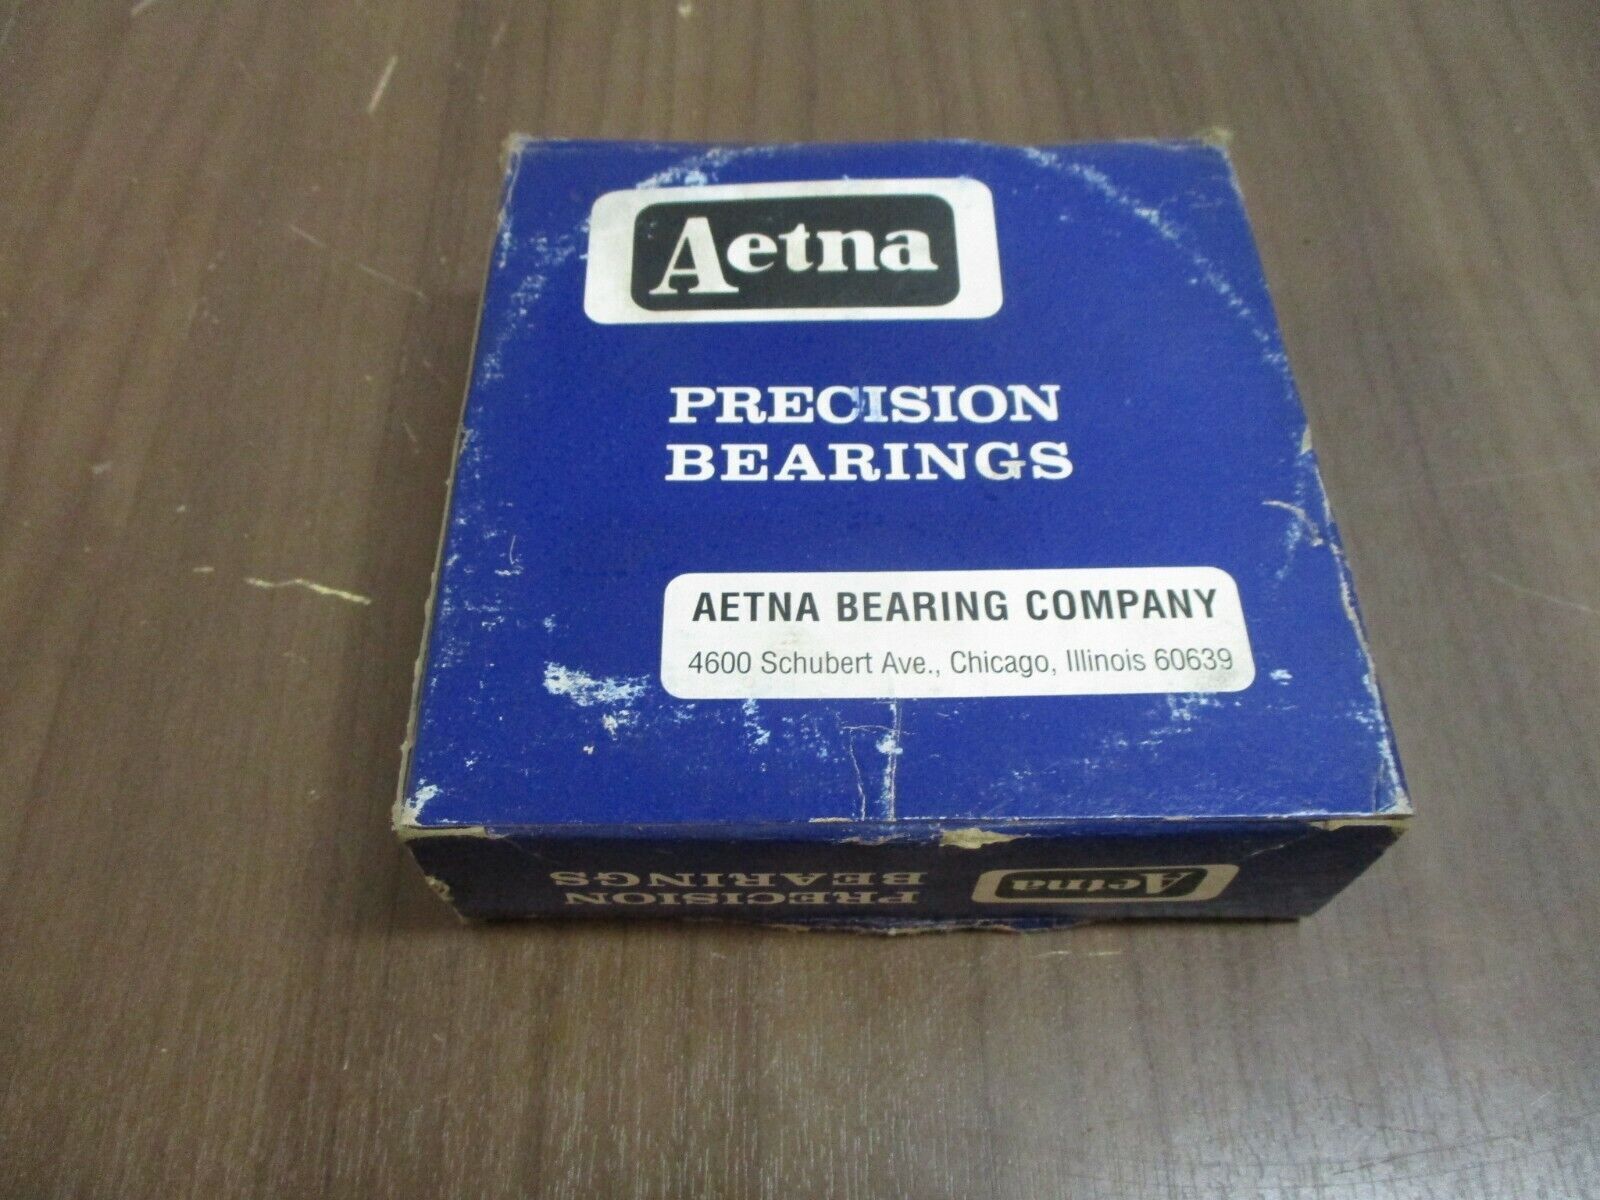 Aetna
PRECISION
BEARINGS
AETNA BEARING COMPANY
4600 Schubert Ave., Chicago, Illinois 60639
Aetna
PRECISION
BEARINGS